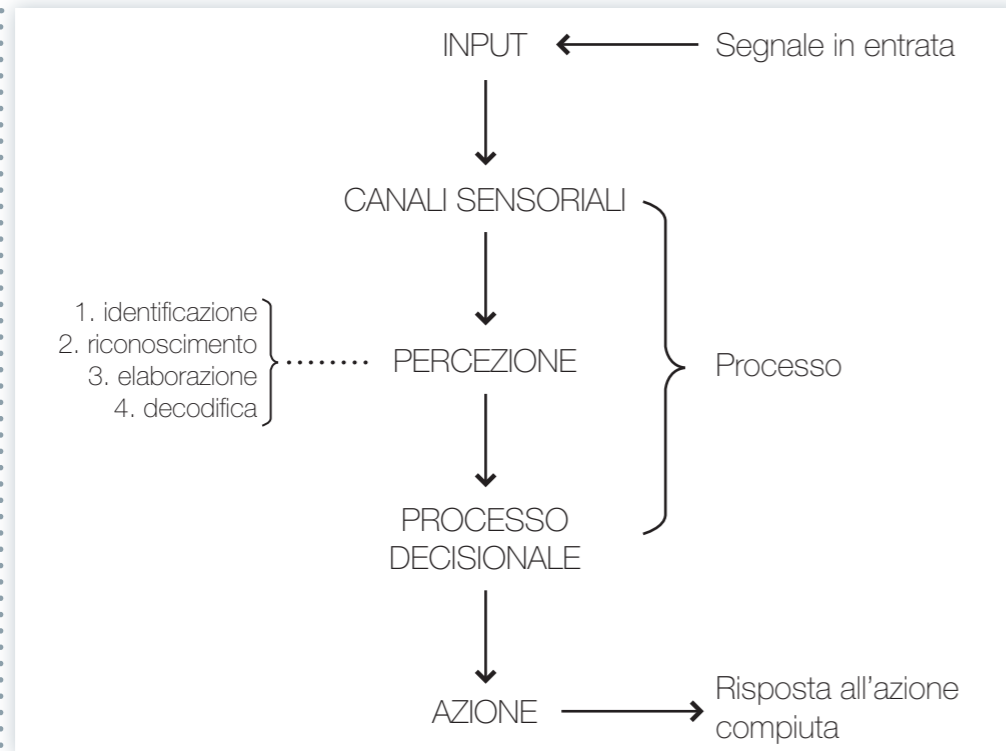 INPUT
Segnale in entrata
CANALI SENSORIALI
1. identificazione
2. riconoscimento
3. elaborazione
4. decodifica
PERCEZIONE
Processo
PROCESSO
DECISIONALE
AZIONE
Risposta all'azione
compiuta